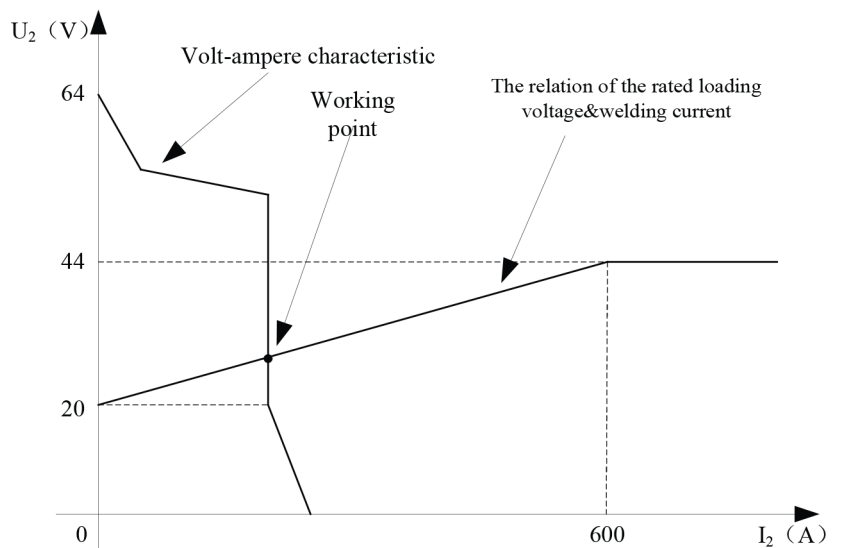 U₂（V）
Volt-ampere characteristic
64
Working
point
The relation of the rated loading
voltage&welding current
44
20
0
600
I₂（A）